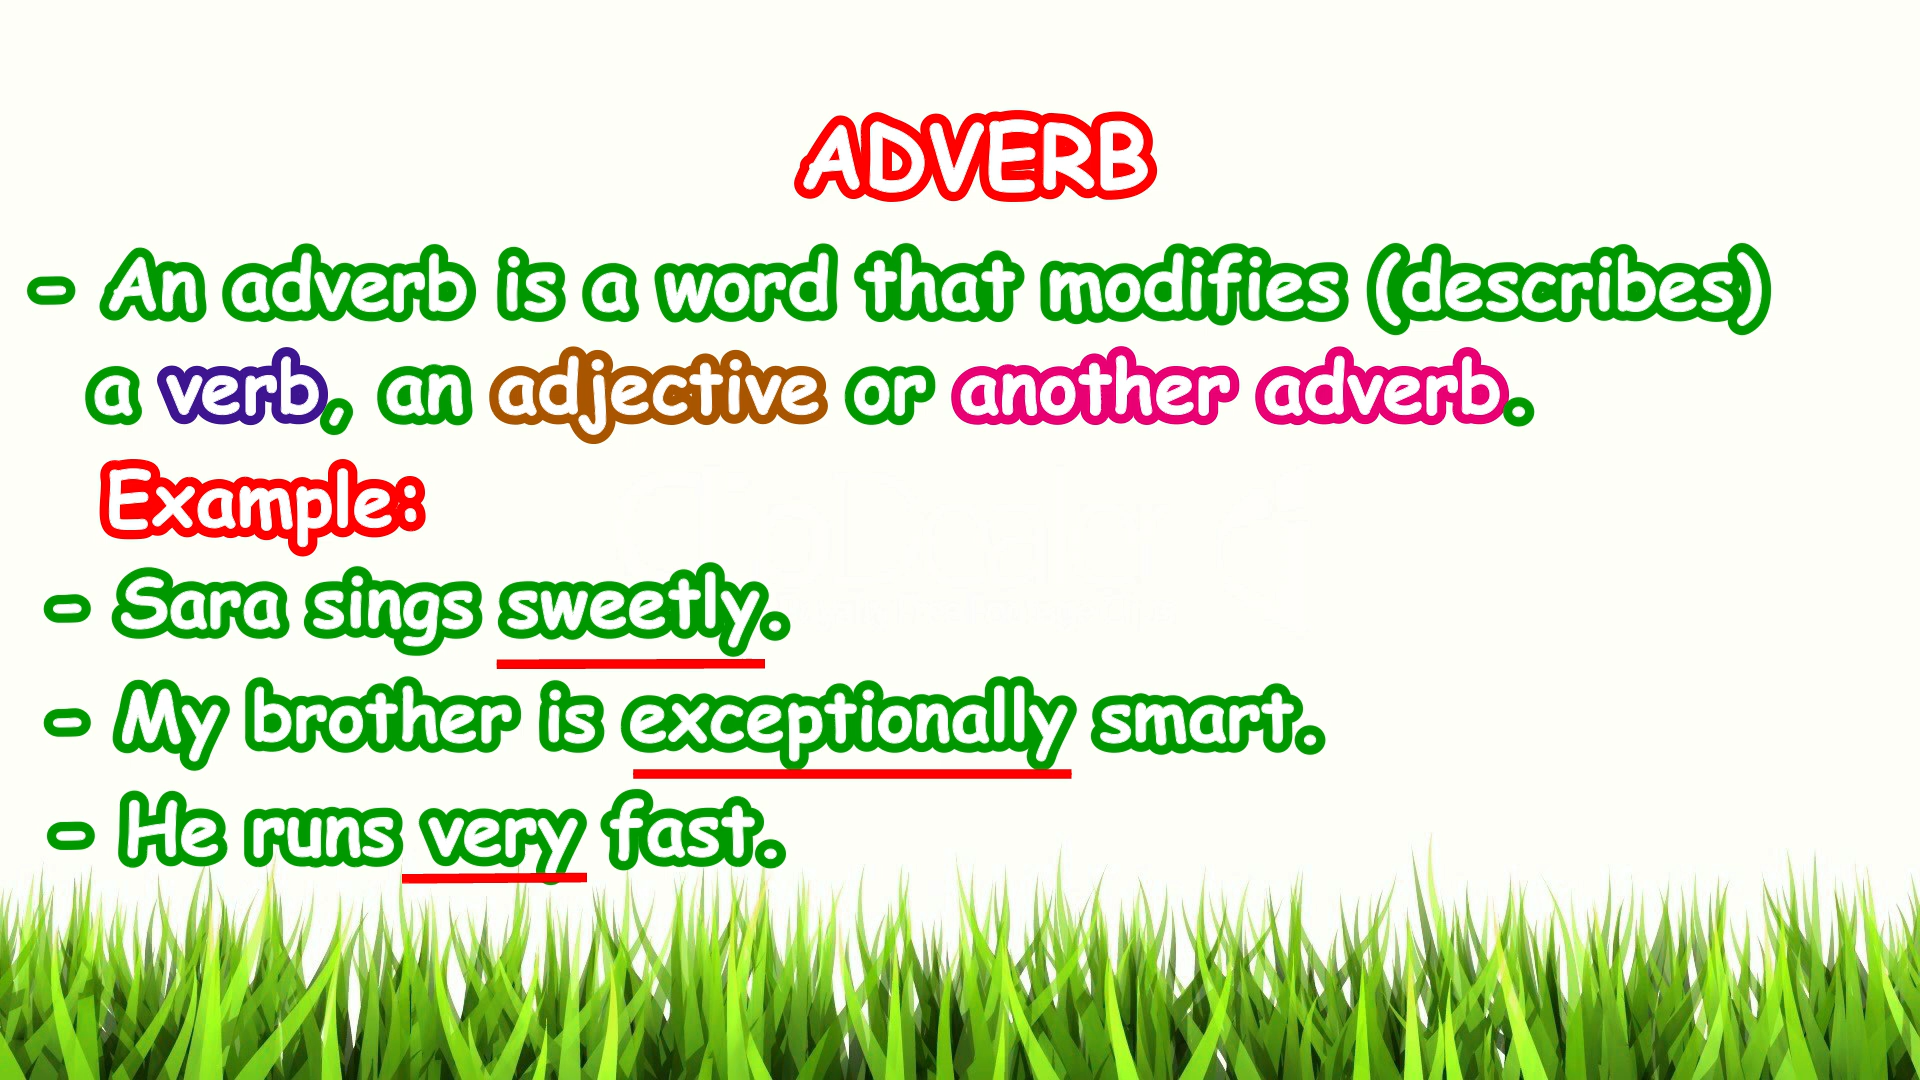 ADVERB
- An adverb is a word that modifies (describes)
a verb, an adjective or another adverb.
Example:
- Sara sings sweetly.
- My brother is exceptionally smart.
- He runs very fast.